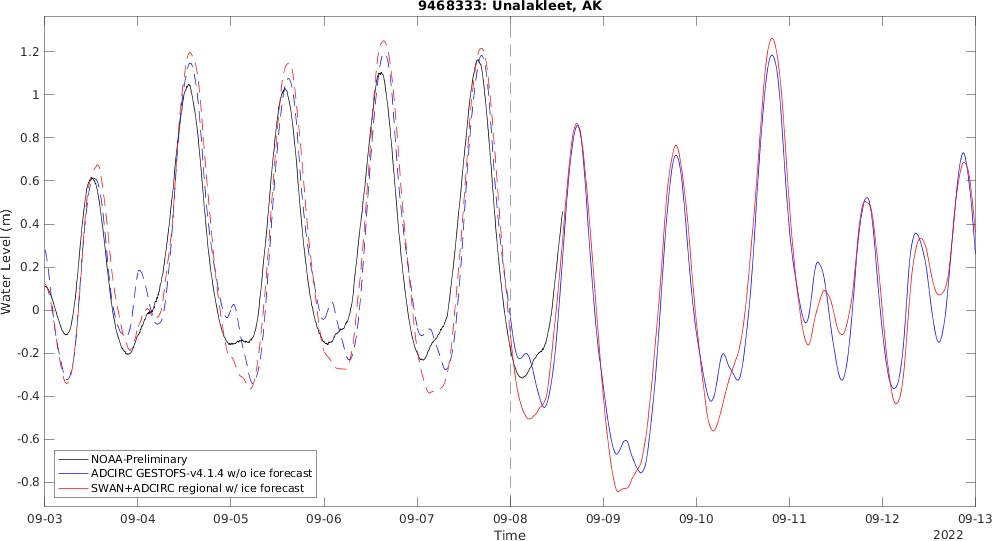 9468333: Unalakleet, AK
1.2
1
0.8
0.6
0.4
0.2
0
-0.2
-0.4
-0.6
-0.8
Water Level (m)
NOAA-Preliminary
ADCIRC GESTOFS-v4.1.4 w/o ice forecast
SWAN+ADCIRC regional w/ ice forecast
09-03 09-04 09-05 09-06 09-07 09-08 09-09 09-10 09-11 09-12 09-13
Time
2022